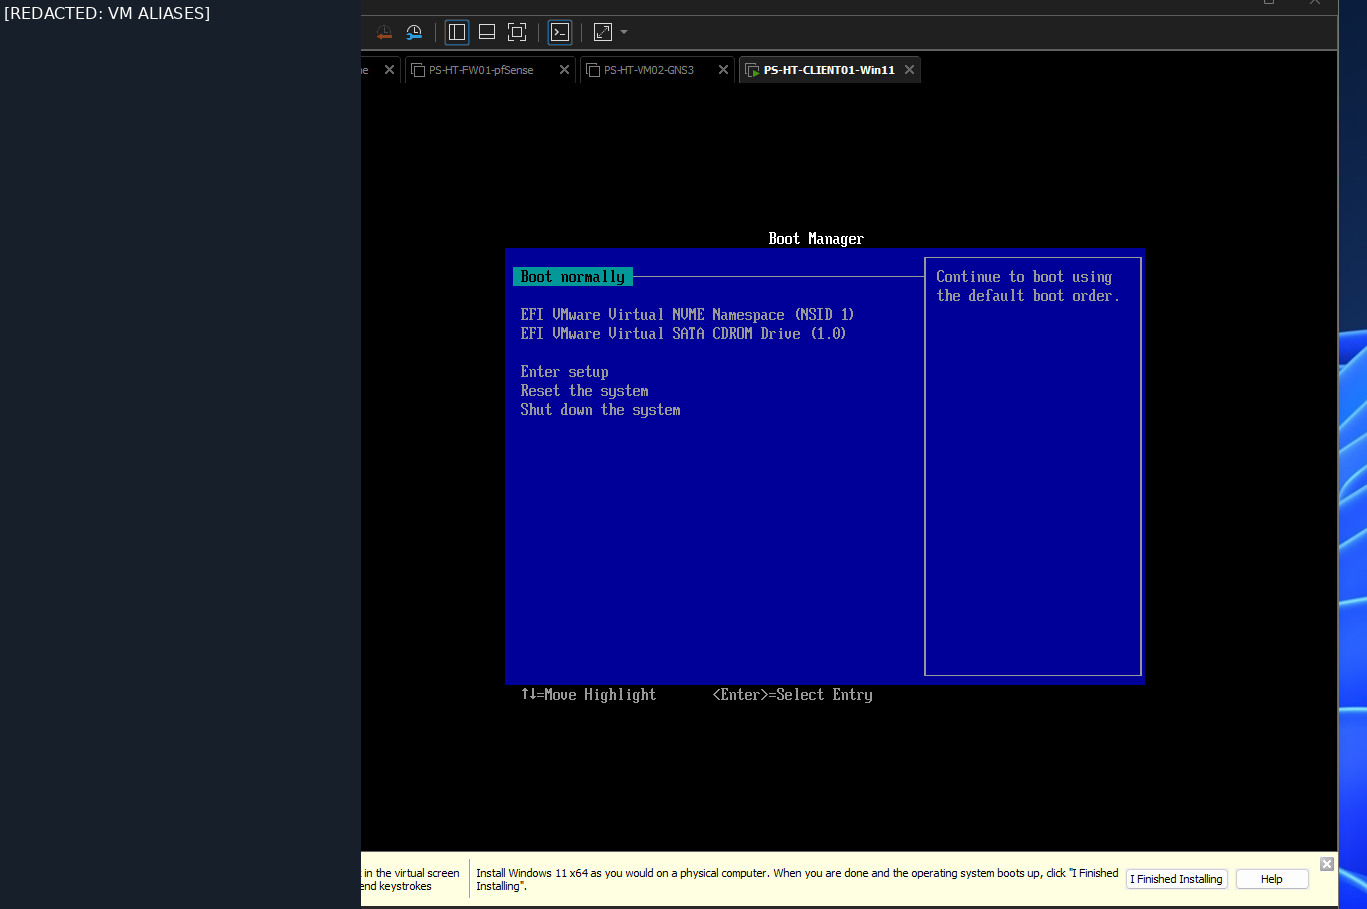 [REDACTED: VM ALIASES]
e
PS-HT-FW01-pfSense
PS-HT-VM02-GNS3
PS-HT-CLIENT01-Win11
Boot Manager
Boot normally
EFI VMware Virtual NVME Namespace (NSID 1)
EFI VMware Virtual SATA CDROM Drive (1.0)
Enter setup
Reset the system
Shut down the system
Continue to boot using
the default boot order.
↑↓=Move Highlight <Enter>=Select Entry
in the virtual screen
end keystrokes
Install Windows 11 x64 as you would on a physical computer. When you are done and the operating system boots up, click "I Finished
Installing".
I Finished Installing
Help